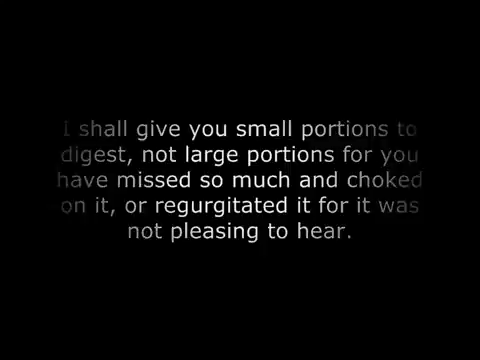 I shall give you small portions to
digest, not large portions for you
have missed so much and choked
on it, or regurgitated it for it was
not pleasing to hear.